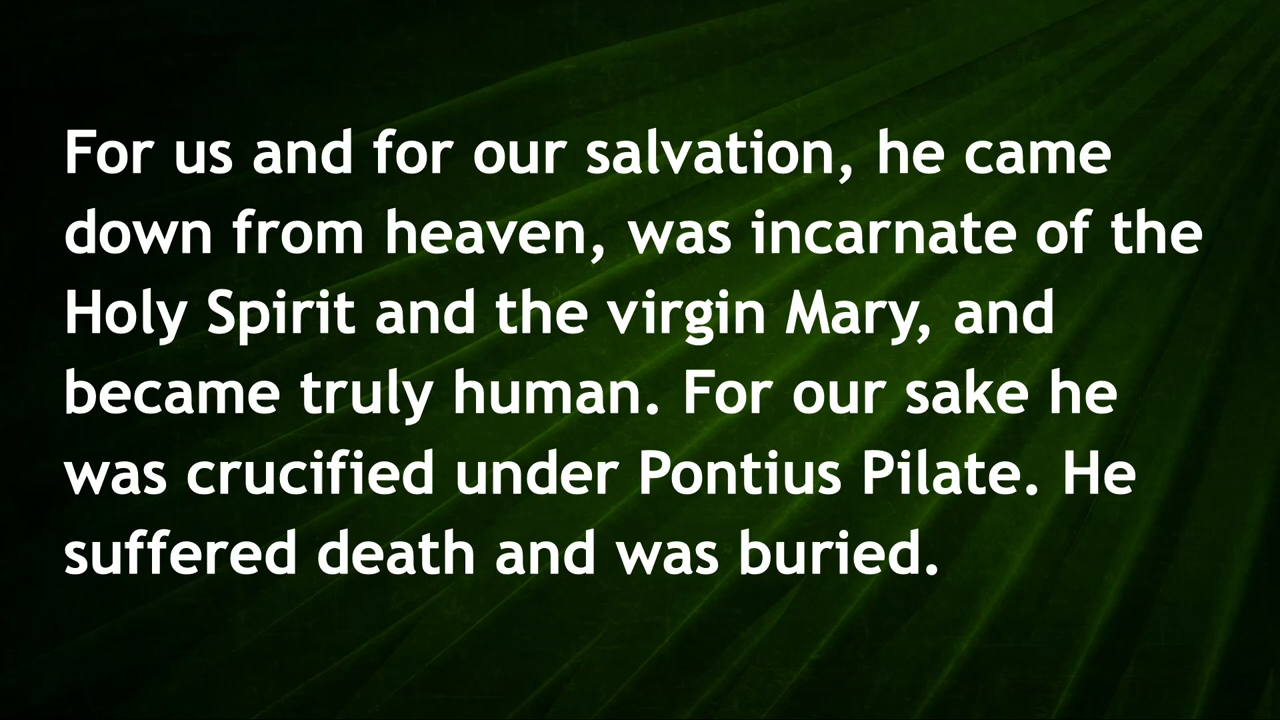 For us and for our salvation, he came
down from heaven, was incarnate of the
Holy Spirit and the virgin Mary, and
became truly human. For our sake he
was crucified under Pontius Pilate. He
suffered death and was buried.